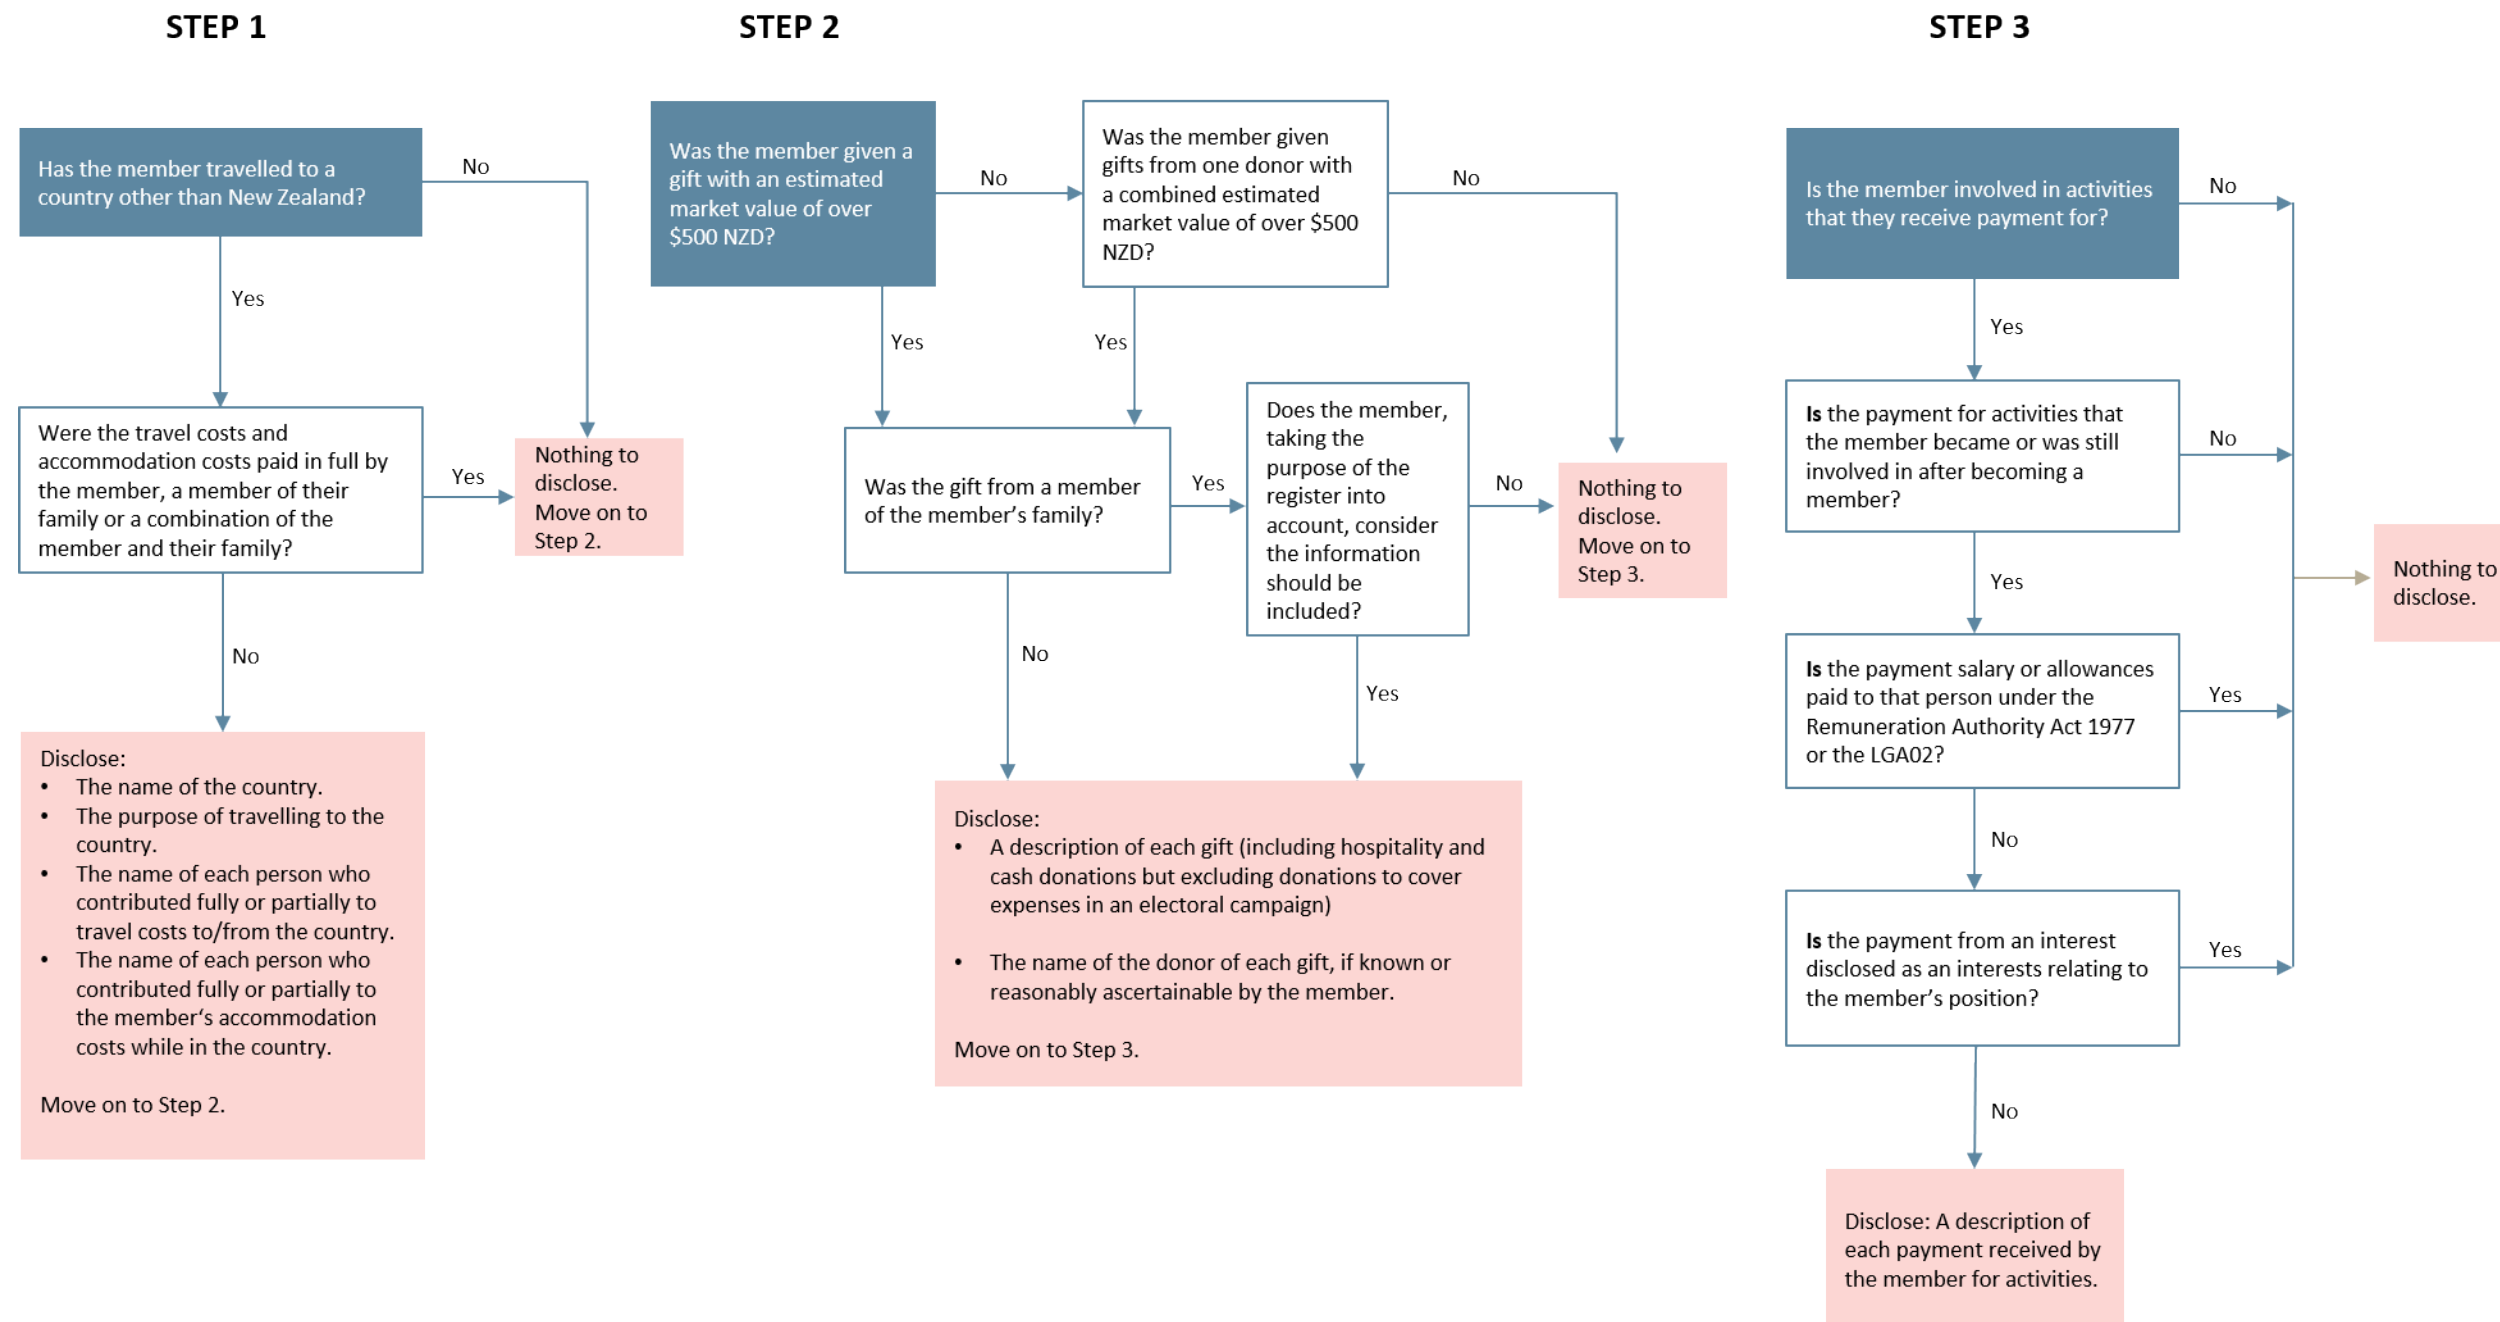 STEP 1
Has the member travelled to a
country other than New Zealand?
No
Yes
Were the travel costs and
accommodation costs paid in full by
the member, a member of their
family or a combination of the
member and their family?
Yes
Nothing to
disclose.
Move on to
Step 2.
No
Disclose:
• The name of the country.
• The purpose of travelling to the
country.
• The name of each person who
contributed fully or partially to
travel costs to/from the country.
• The name of each person who
contributed fully or partially to
the member‘s accommodation
costs while in the country.
Move on to Step 2.
STEP 2
Was the member given a
gift with an estimated
market value of over
$500 NZD?
No
Was the member given
gifts from one donor with
a combined estimated
market value of over $500
NZD?
No
Yes
Yes
Was the gift from a member
of the member’s family?
Yes
Does the member,
taking the
purpose of the
register into
account, consider
the information
should be
included?
No
Nothing to
disclose.
Move on to
Step 3.
No
Yes
Disclose:
• A description of each gift (including hospitality and
cash donations but excluding donations to cover
expenses in an electoral campaign)
• The name of the donor of each gift, if known or
reasonably ascertainable by the member.
Move on to Step 3.
STEP 3
Is the member involved in activities
that they receive payment for?
No
Yes
Is the payment for activities that
the member became or was still
involved in after becoming a
member?
No
Yes
Is the payment salary or allowances
paid to that person under the
Remuneration Authority Act 1977
or the LGA02?
Yes
No
Is the payment from an interest
disclosed as an interests relating to
the member’s position?
Yes
Nothing to
disclose.
No
Disclose: A description of
each payment received by
the member for activities.